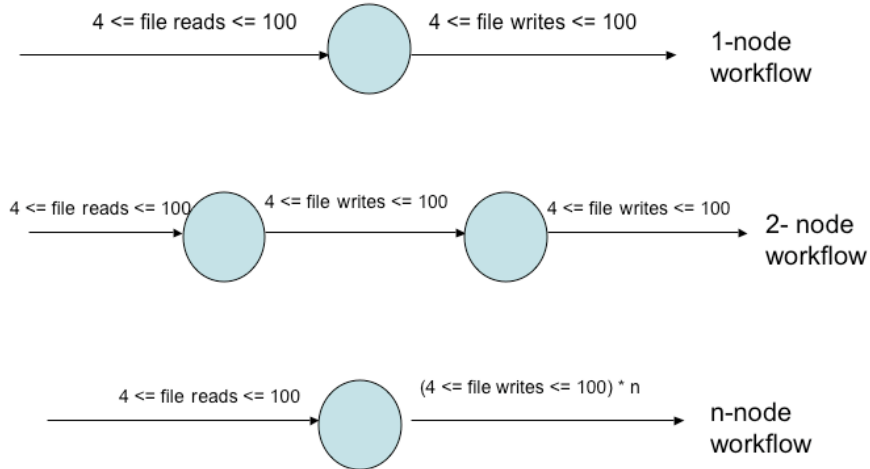 4 <= file reads <= 100
4 <= file writes <= 100
1-node
workflow
4 <= file reads <= 100
4 <= file writes <= 100
4 <= file writes <= 100
2- node
workflow
4 <= file reads <= 100
(4 <= file writes <= 100) * n
n-node
workflow